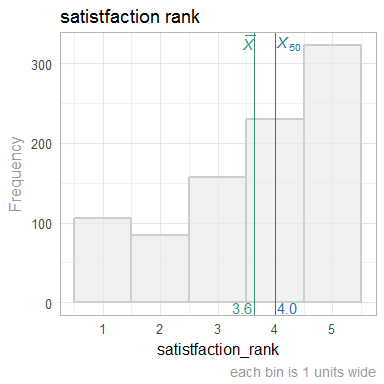 satistfaction rank
X̅ X₅₀
300
200
100
0
Frequency
3.6 4.0
1 2 3 4 5
satistfaction_rank
each bin is 1 units wide